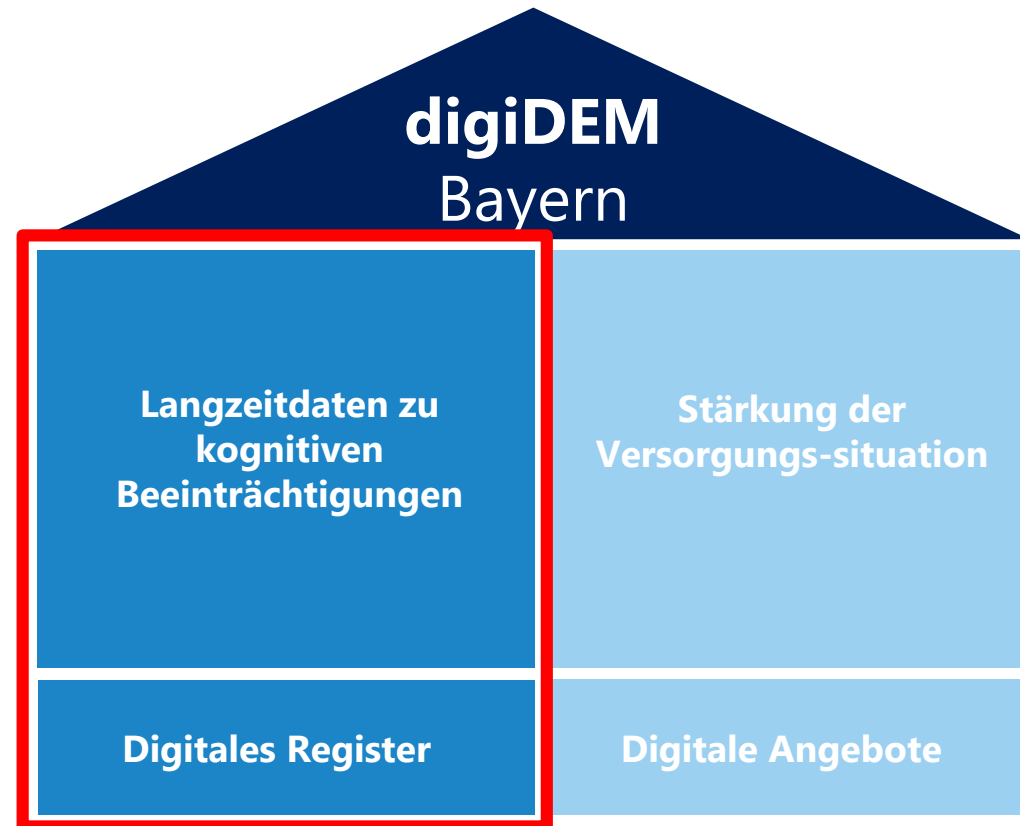 digiDEM
Bayern
Langzeitdaten zu
kognitiven
Beeinträchtigungen
Stärkung der
Versorgungs-situation
Digitales Register
Digitale Angebote